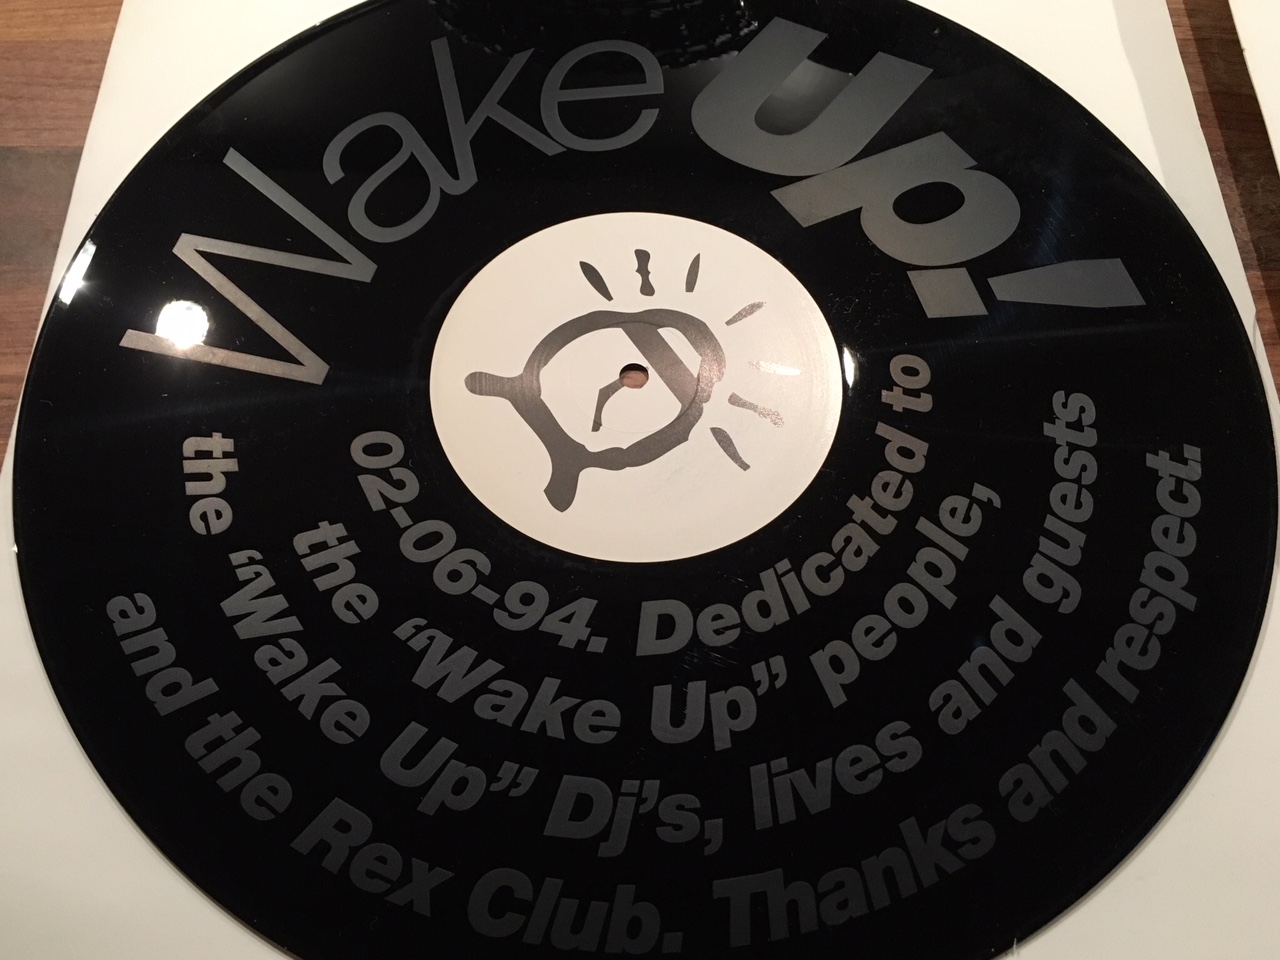 Wake Up!
02-06-94. Dedicated to
the “Wake Up” people,
the “Wake Up” Dj’s, lives and guests
and the Rex Club. Thanks and respect.